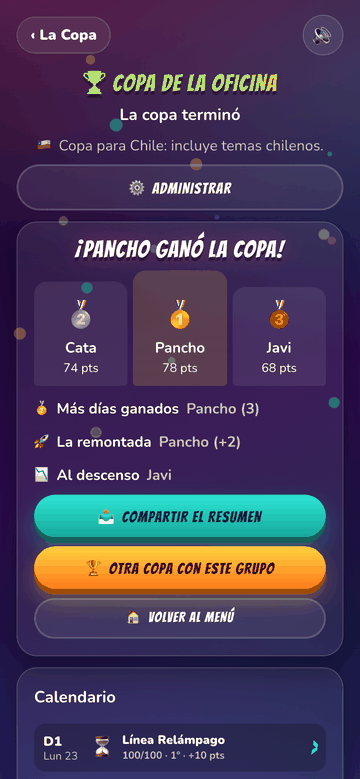 ‹ La Copa
COPA DE LA OFICINA
La copa terminó
Copa para Chile: incluye temas chilenos.
ADMINISTRAR
¡PANCHO GANÓ LA COPA!
2
1
3
Cata
Pancho
Javi
74 pts
78 pts
68 pts
Más días ganados Pancho (3)
La remontada Pancho (+2)
Al descenso Javi
COMPARTIR EL RESUMEN
OTRA COPA CON ESTE GRUPO
VOLVER AL MENÚ
Calendario
D1
Línea Relámpago
Lun 23
100/100 · 1° · +10 pts